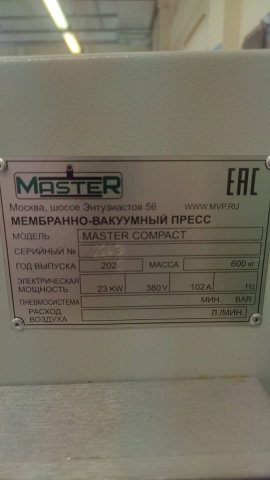 MASTER
EAC
Москва, шоссе Энтузиастов 56 WWW.MVP.RU
МЕМБРАННО-ВАКУУМНЫЙ ПРЕСС
МОДЕЛЬ MASTER COMPACT
СЕРИЙНЫЙ №
ГОД ВЫПУСКА МАССА 600 кг
ЭЛЕКТРИЧЕСКАЯ
МОЩНОСТЬ 23 KW 380 V 102 A Hz
ПНЕВМОСИСТЕМА МИН. BAR.
РАСХОД
ВОЗДУХА Л./МИН.